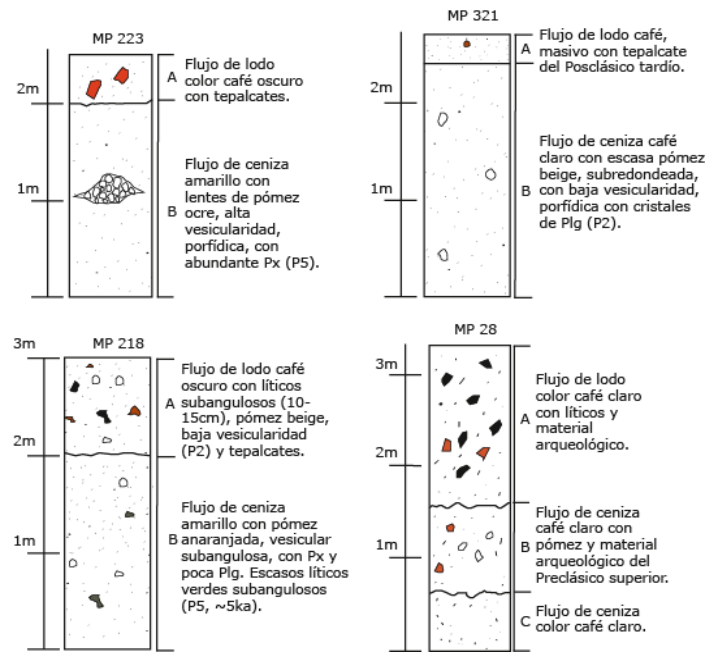 MP 223
2m
1m
A
Flujo de lodo
color café oscuro
con tepalcates.
B
Flujo de ceniza
amarillo con
lentes de pómez
ocre, alta
vesicularidad,
porfídica, con
abundante Px (P5).
MP 321
2m
1m
A
Flujo de lodo café,
masivo con tepalcate
del Posclásico tardío.
B
Flujo de ceniza café
claro con escasa pómez
beige, subredondeada,
con baja vesicularidad,
porfídica con cristales
de Plg (P2).
MP 218
3m
2m
1m
A
Flujo de lodo café
oscuro con líticos
subangulosos (10-
15cm), pómez beige,
baja vesicularidad
(P2) y tepalcates.
B
Flujo de ceniza
amarillo con pómez
anaranjada, vesicular
subangulosa, con Px y
poca Plg. Escasos líticos
verdes subangulosos
(P5, ~5ka).
MP 28
3m
2m
1m
A
Flujo de lodo
color café claro
con líticos y
material
arqueológico.
B
Flujo de ceniza
café claro con
pómez y material
arqueológico del
Preclásico superior.
C
Flujo de ceniza
color café claro.